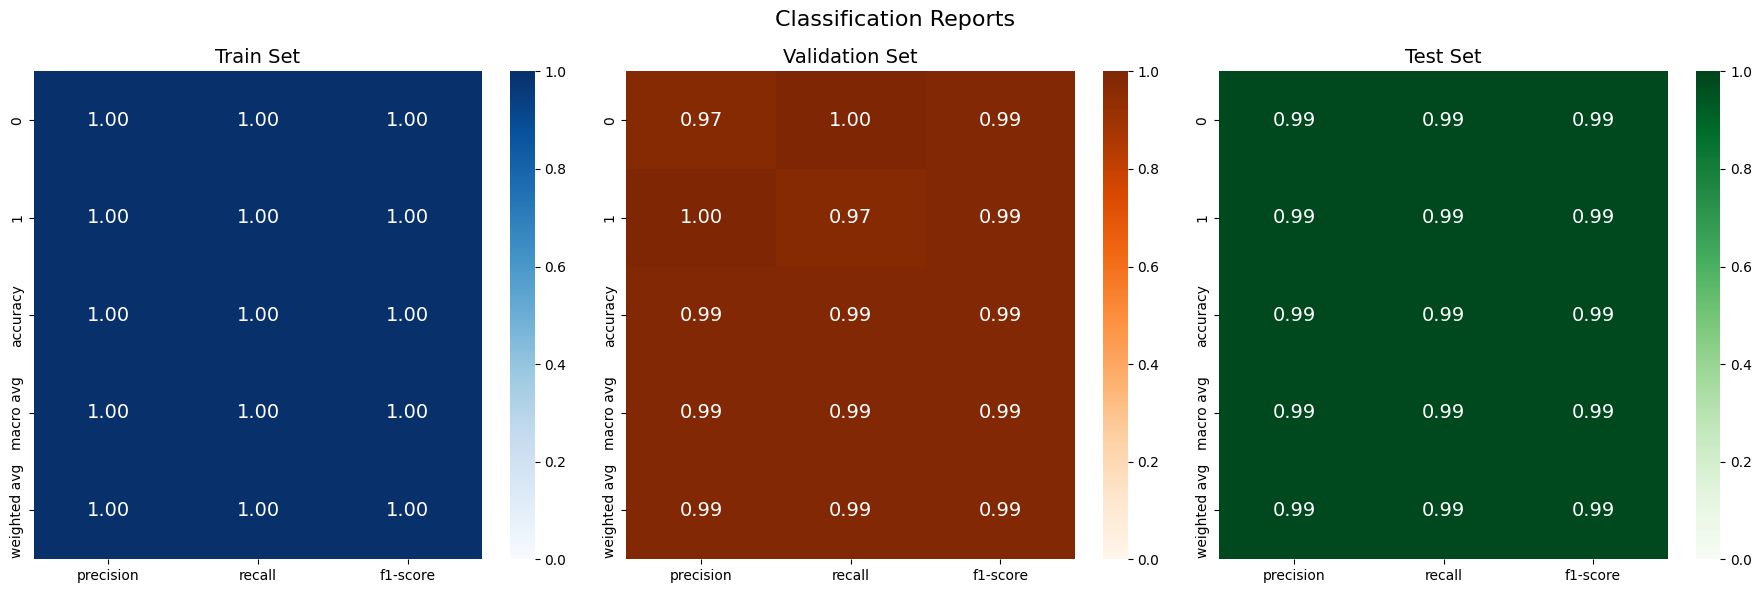 Classification Reports
Train Set
0 1.00 1.00 1.00
1 1.00 1.00 1.00
accuracy 1.00 1.00 1.00
macro avg 1.00 1.00 1.00
weighted avg 1.00 1.00 1.00
precision recall f1-score
1.0
0.8
0.6
0.4
0.2
0.0
Validation Set
0 0.97 1.00 0.99
1 1.00 0.97 0.99
accuracy 0.99 0.99 0.99
macro avg 0.99 0.99 0.99
weighted avg 0.99 0.99 0.99
precision recall f1-score
1.0
0.8
0.6
0.4
0.2
0.0
Test Set
0 0.99 0.99 0.99
1 0.99 0.99 0.99
accuracy 0.99 0.99 0.99
macro avg 0.99 0.99 0.99
weighted avg 0.99 0.99 0.99
precision recall f1-score
1.0
0.8
0.6
0.4
0.2
0.0